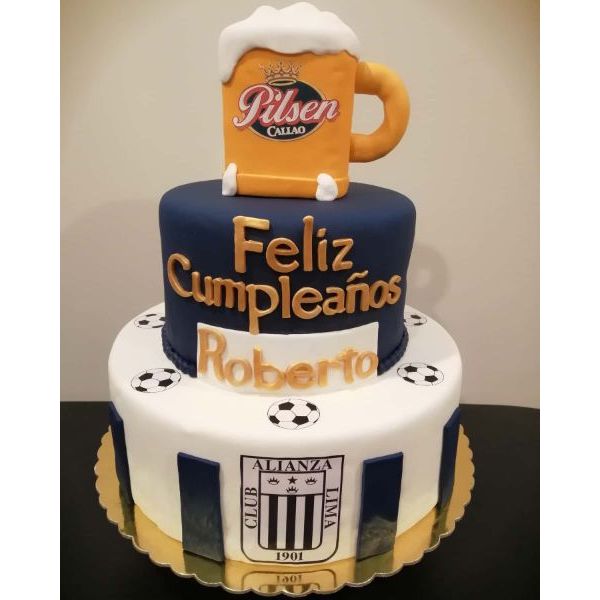 Pilsen
CALLAO
Feliz
Cumpleaños
Roberto
ALIANZA
CLUB
LIMA
1901